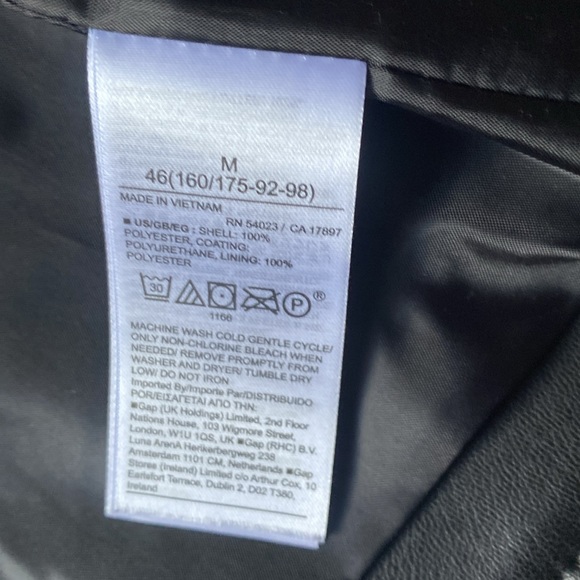 M
46(160/175-92-98)
MADE IN VIETNAM
RN 54023 / CA 17897
■ US/GB/EG : SHELL: 100%
POLYESTER, COATING:
POLYURETHANE, LINING: 100%
POLYESTER
30 P ®
1166
MACHINE WASH COLD GENTLE CYCLE/
ONLY NON-CHLORINE BLEACH WHEN
NEEDED/ REMOVE PROMPTLY FROM
WASHER AND DRYER/ TUMBLE DRY
LOW/ DO NOT IRON
Imported By/Importe Par/DISTRIBUIDO
POR/ΕΙΣΑΓΕΤΑΙ ΑΠΟ ΤΗΝ:
■Gap (UK Holdings) Limited, 2nd Floor
Nations House, 103 Wigmore Street,
London, W1U 1QS, UK ■Gap (RHC) B.V.
Luna ArenA Herikerbergweg 238
Amsterdam 1101 CM, Netherlands ■Gap
Stores (Ireland) Limited c/o Arthur Cox, 10
Earlsfort Terrace, Dublin 2, D02 T380,
Ireland